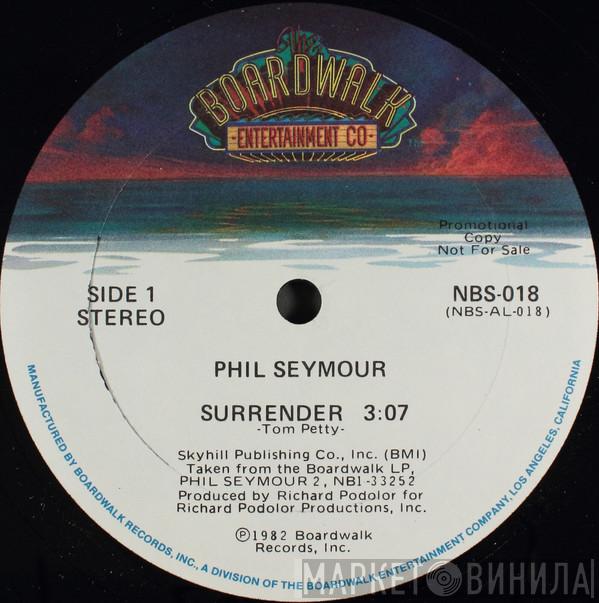 The
BOARDWALK
ENTERTAINMENT CO
TM
Promotional
Copy
Not For Sale
SIDE 1
STEREO
NBS-018
(NBS-AL-018)
PHIL SEYMOUR
SURRENDER 3:07
-Tom Petty-
Skyhill Publishing Co., Inc. (BMI)
Taken from the Boardwalk LP,
PHIL SEYMOUR 2, NB1-33252
Produced by Richard Podolor for
Richard Podolor Productions, Inc.
Ⓟ1982 Boardwalk
Records, Inc.
MANUFACTURED BY BOARDWALK RECORDS, INC., A DIVISION OF THE BOARDWALK ENTERTAINMENT COMPANY, LOS ANGELES, CALIFORNIA
МАРКЕТ ВИНИЛА